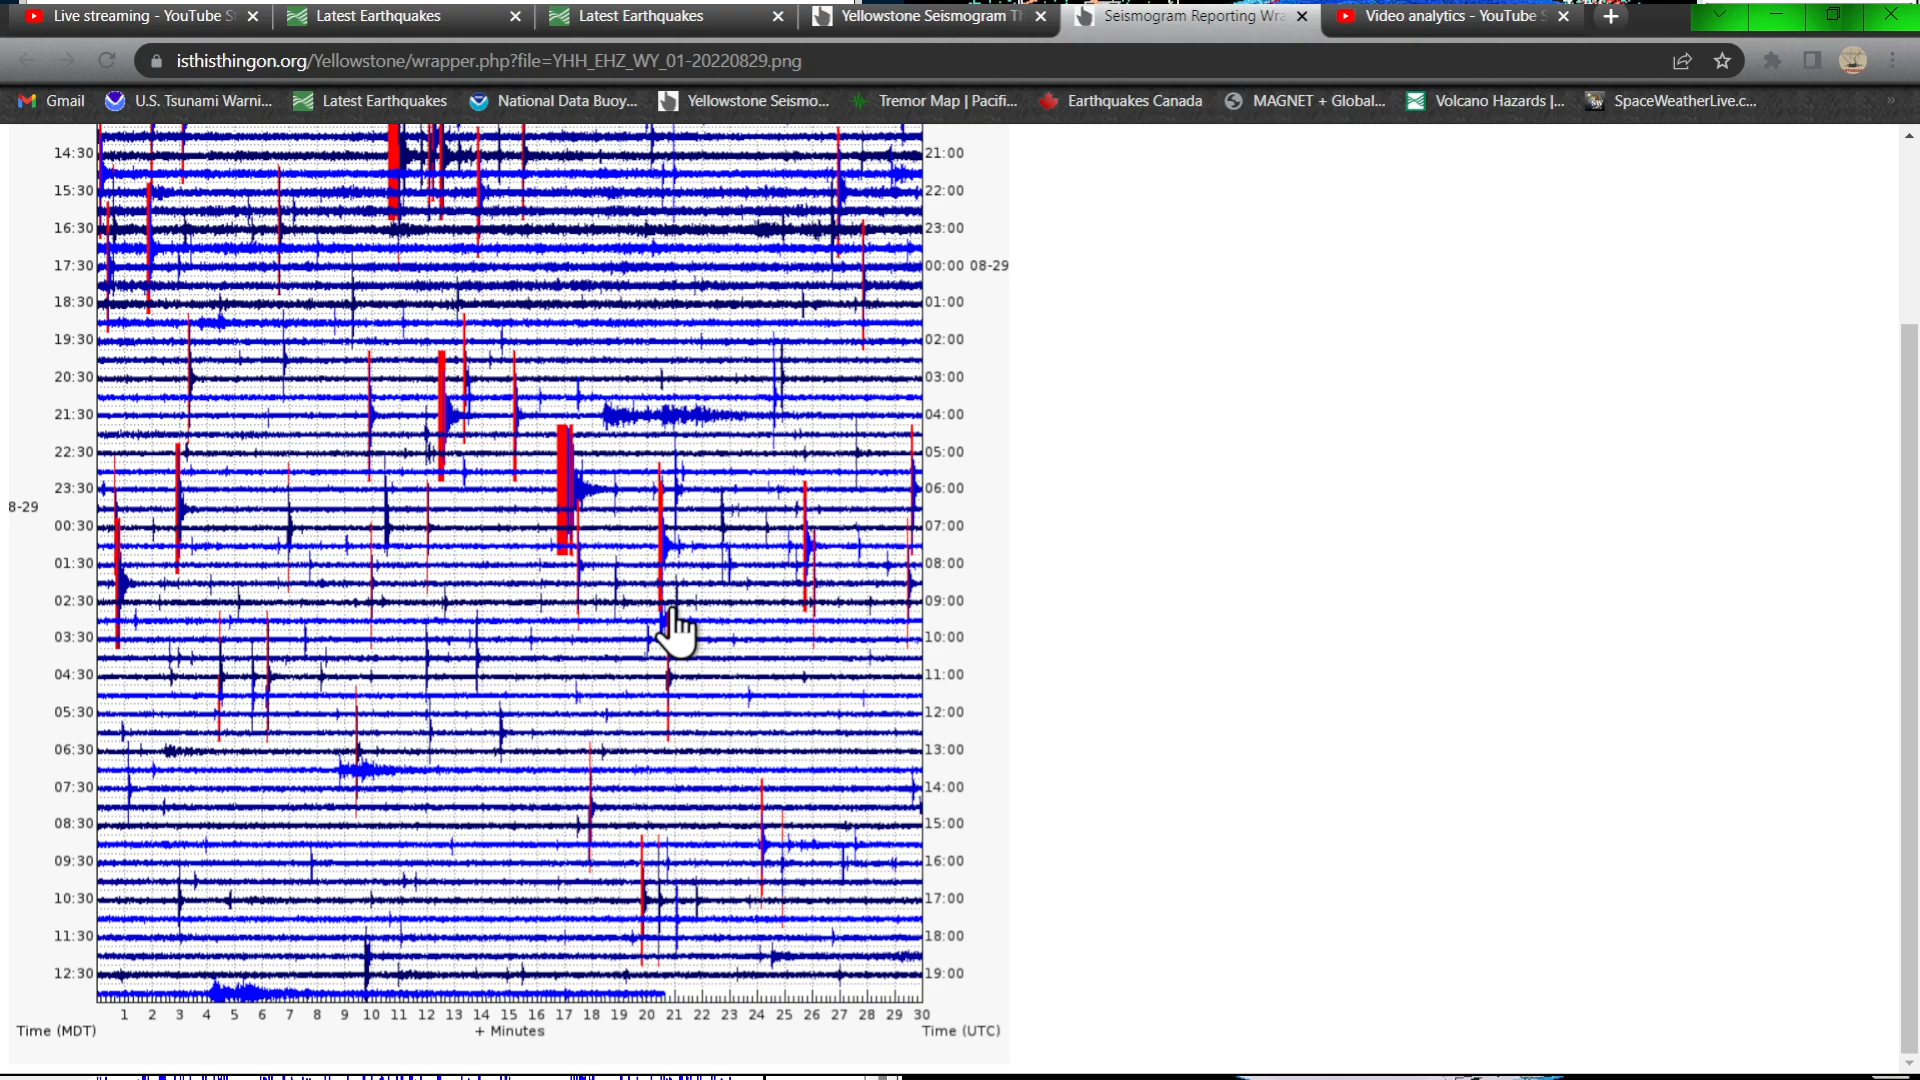 Live streaming - YouTube S
Latest Earthquakes
Latest Earthquakes
Yellowstone Seismogram T
Seismogram Reporting Wra
Video analytics - YouTube S
isthisthingon.org/Yellowstone/wrapper.php?file=YHH_EHZ_WY_01-20220829.png
Gmail
U.S. Tsunami Warni...
Latest Earthquakes
National Data Buoy...
Yellowstone Seismo...
Tremor Map | Pacifi...
Earthquakes Canada
MAGNET + Global...
Volcano Hazards |...
SpaceWeatherLive.c...
14:30 21:00
15:30 22:00
16:30 23:00
17:30 00:00 08-29
18:30 01:00
19:30 02:00
20:30 03:00
21:30 04:00
22:30 05:00
23:30 06:00
8-29
00:30 07:00
01:30 08:00
02:30 09:00
03:30 10:00
04:30 11:00
05:30 12:00
06:30 13:00
07:30 14:00
08:30 15:00
09:30 16:00
10:30 17:00
11:30 18:00
12:30 19:00
1 2 3 4 5 6 7 8 9 10 11 12 13 14 15 16 17 18 19 20 21 22 23 24 25 26 27 28 29 30
Time (MDT) + Minutes Time (UTC)